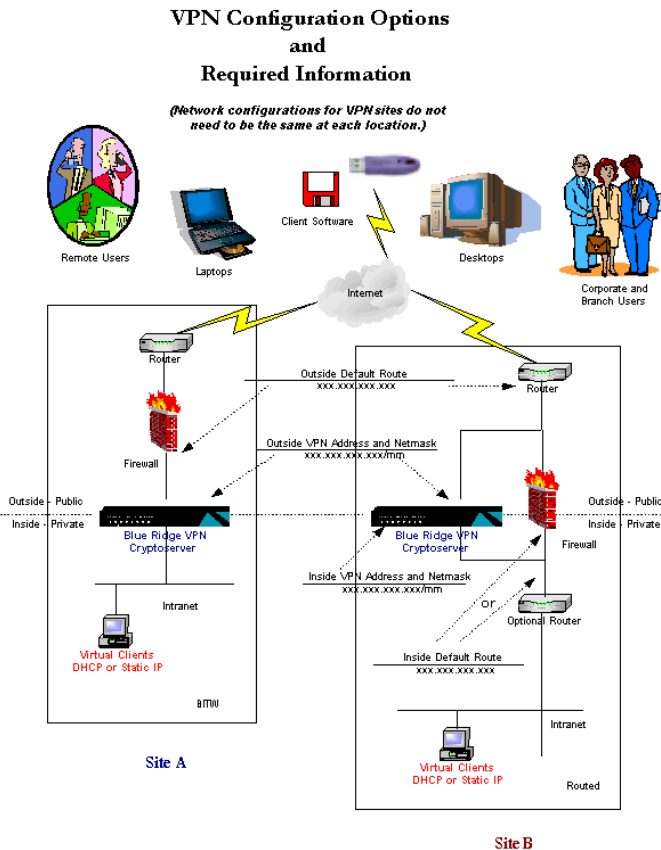 VPN Configuration Options
and
Required Information
(Network configurations for VPN sites do not
need to be the same at each location.)
Remote Users
Laptops
Client Software
Desktops
Corporate and
Branch Users
Internet
Router
Outside Default Route
xxx.xxx.xxx.xxx
Router
Firewall
Outside VPN Address and Netmask
xxx.xxx.xxx.xxx/mm
Outside - Public
Inside - Private
Outside - Public
Inside - Private
Blue Ridge VPN
Cryptoserver
Blue Ridge VPN
Cryptoserver
Firewall
Inside VPN Address and Netmask
xxx.xxx.xxx.xxx/mm
Intranet
or
Optional Router
Virtual Clients
DHCP or Static IP
Inside Default Route
xxx.xxx.xxx.xxx
BITW
Intranet
Site A
Virtual Clients
DHCP or Static IP
Routed
Site B